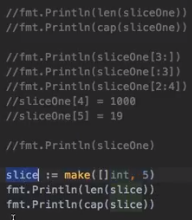 //fmt.Println(len(sliceOne))
//fmt.Println(cap(sliceOne))
//fmt.Println(sliceOne[3:])
//fmt.Println(sliceOne[:3])
//fmt.Println(sliceOne[2:4])
//sliceOne[4] = 1000
//sliceOne[5] = 19
//fmt.Println(sliceOne)
slice := make([]int, 5)
fmt.Println(len(slice))
fmt.Println(cap(slice))